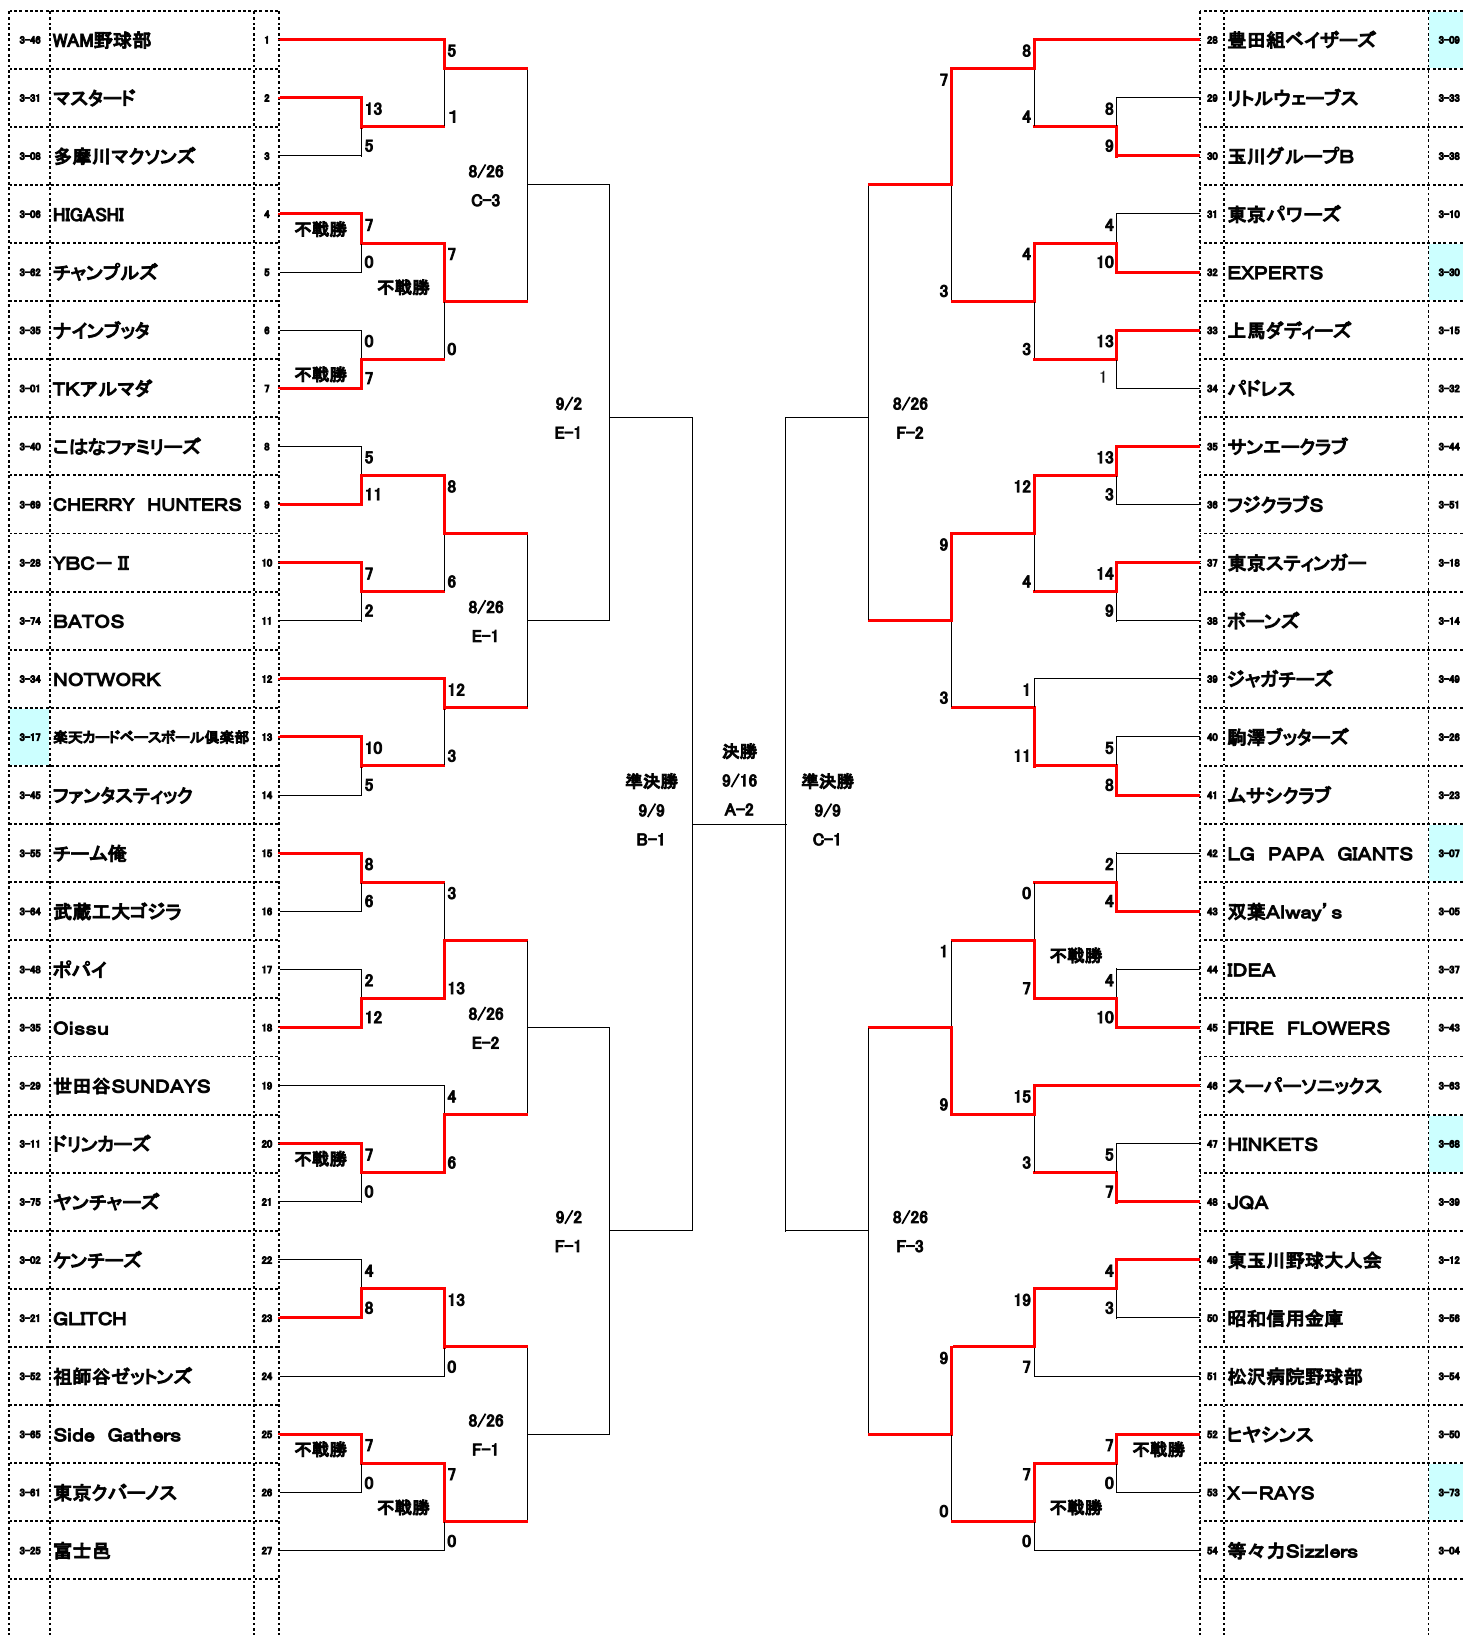 3-46 WAM野球部 1
3-31 マスタード 2
3-08 多摩川マクソンズ 3
3-06 HIGASHI 4
3-62 チャンプルズ 5
3-35 ナインブッタ 6
3-01 TKアルマダ 7
3-40 こはなファミリーズ 8
3-69 CHERRY HUNTERS 9
3-28 YBC－Ⅱ 10
3-74 BATOS 11
3-34 NOTWORK 12
3-17 楽天カードベースボール倶楽部 13
3-45 ファンタスティック 14
3-55 チーム俺 15
3-64 武蔵工大ゴジラ 16
3-48 ポパイ 17
3-35 Oissu 18
3-29 世田谷SUNDAYS 19
3-11 ドリンカーズ 20
3-75 ヤンチャーズ 21
3-02 ケンチーズ 22
3-21 GLITCH 23
3-52 祖師谷ゼットンズ 24
3-65 Side Gathers 25
3-61 東京クバーノス 26
3-25 富士邑 27
13
5
不戦勝
7
0
0
不戦勝
7
5
11
7
2
10
5
8
6
2
12
不戦勝
7
0
4
8
不戦勝
7
0
5
1
7
不戦勝
0
8
6
12
3
3
13
4
6
13
0
7
不戦勝
0
8/26
C-3
8/26
E-1
8/26
E-2
8/26
F-1
9/2
E-1
9/2
F-1
準決勝
9/9
B-1
決勝
9/16
A-2
準決勝
9/9
C-1
8/26
F-2
8/26
F-3
7
3
9
3
1
9
9
0
8
4
4
3
12
4
1
11
0
不戦勝
7
15
3
19
7
7
不戦勝
0
8
9
4
10
13
1
13
3
14
9
5
8
2
4
4
10
5
7
4
3
7
不戦勝
0
28 豊田組ベイザーズ 3-09
29 リトルウェーブス 3-33
30 玉川グループB 3-38
31 東京パワーズ 3-10
32 EXPERTS 3-30
33 上馬ダディーズ 3-15
34 パドレス 3-32
35 サンエークラブ 3-44
36 フジクラブS 3-51
37 東京スティンガー 3-18
38 ボーンズ 3-14
39 ジャガチーズ 3-49
40 駒澤ブッターズ 3-26
41 ムサシクラブ 3-23
42 LG PAPA GIANTS 3-07
43 双葉Alway's 3-05
44 IDEA 3-37
45 FIRE FLOWERS 3-43
46 スーパーソニックス 3-63
47 HINKETS 3-68
48 JQA 3-39
49 東玉川野球大人会 3-12
50 昭和信用金庫 3-56
51 松沢病院野球部 3-54
52 ヒヤシンス 3-50
53 X－RAYS 3-73
54 等々力Sizzlers 3-04